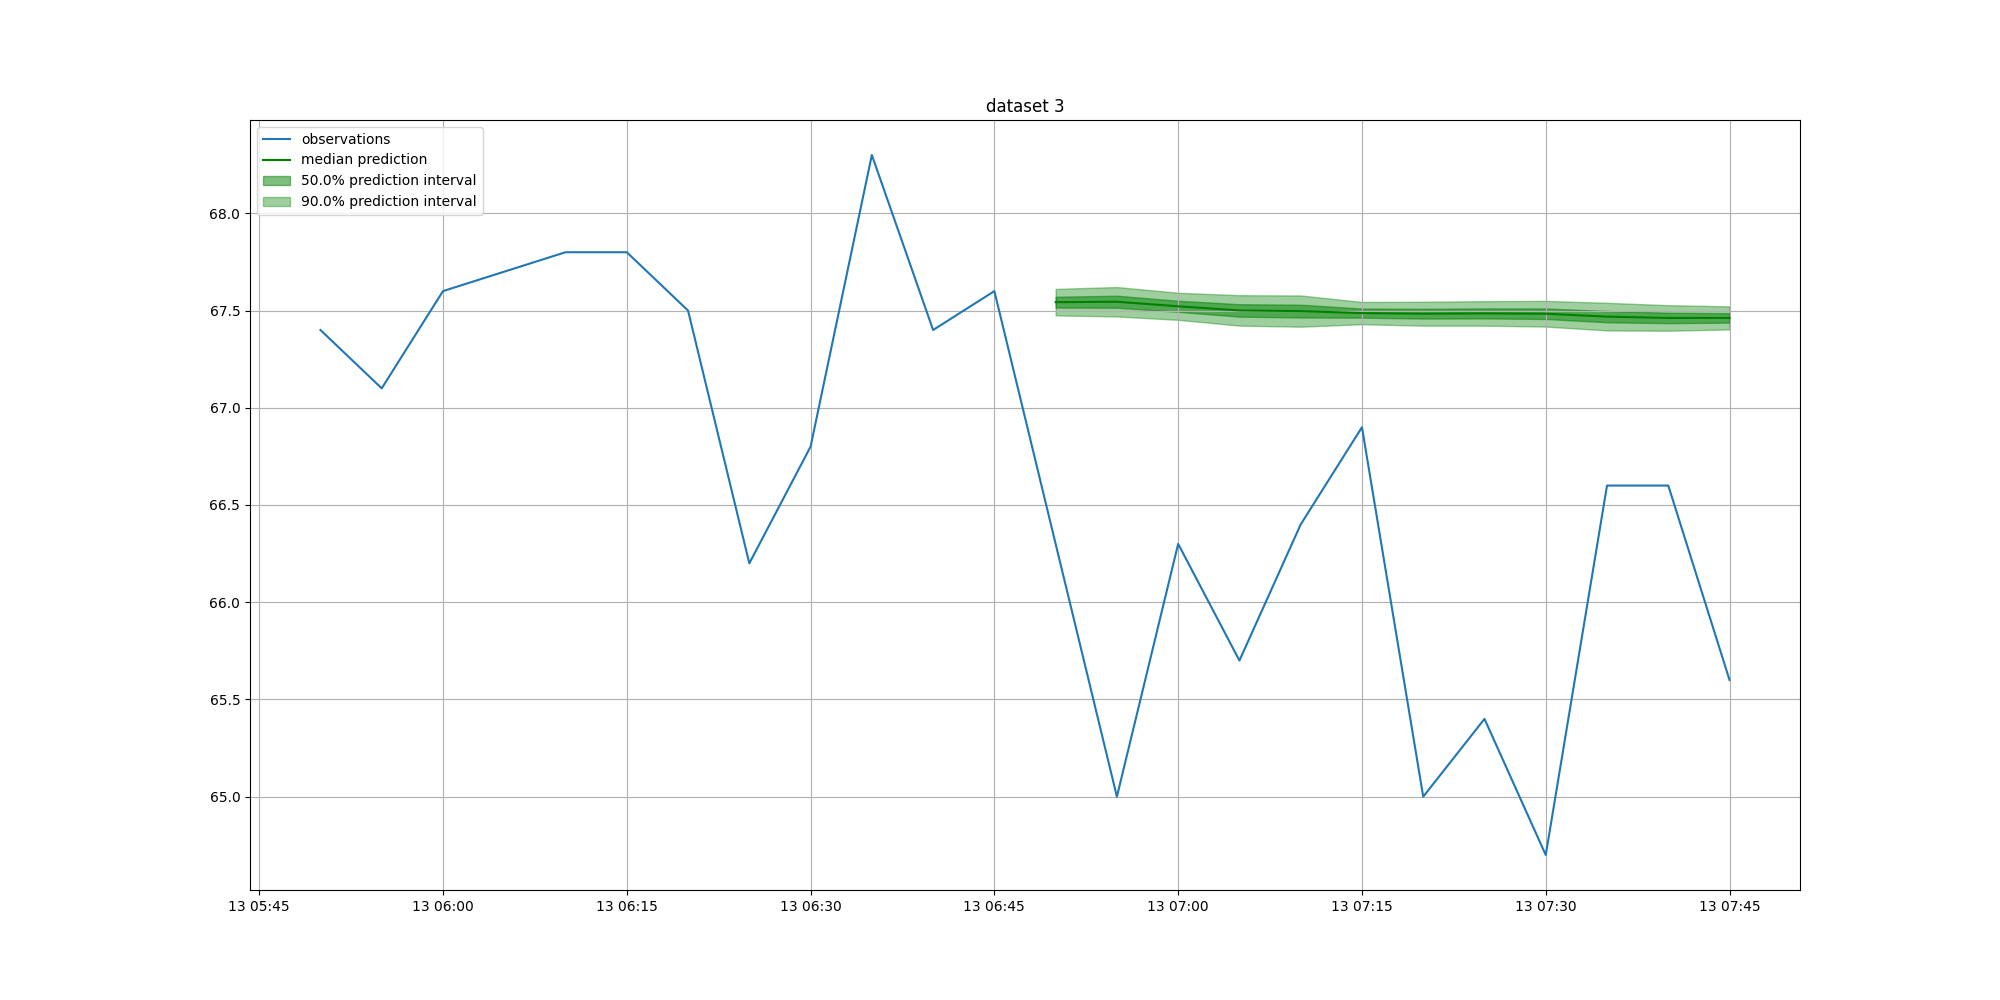 dataset 3
observations
median prediction
50.0% prediction interval
90.0% prediction interval
68.0
67.5
67.0
66.5
66.0
65.5
65.0
13 05:45 13 06:00 13 06:15 13 06:30 13 06:45 13 07:00 13 07:15 13 07:30 13 07:45